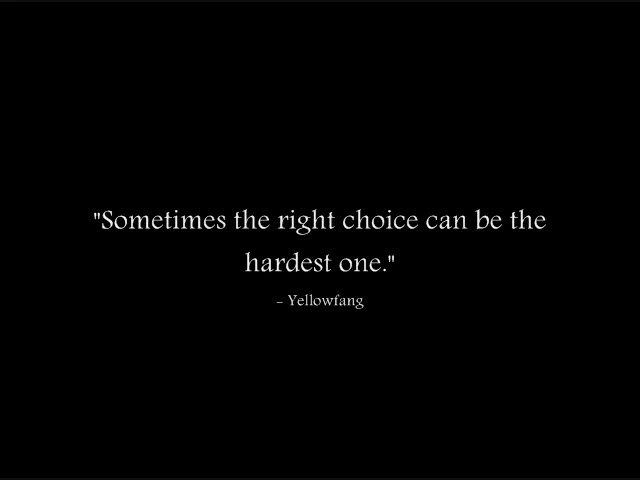 "Sometimes the right choice can be the
hardest one."
- Yellowfang